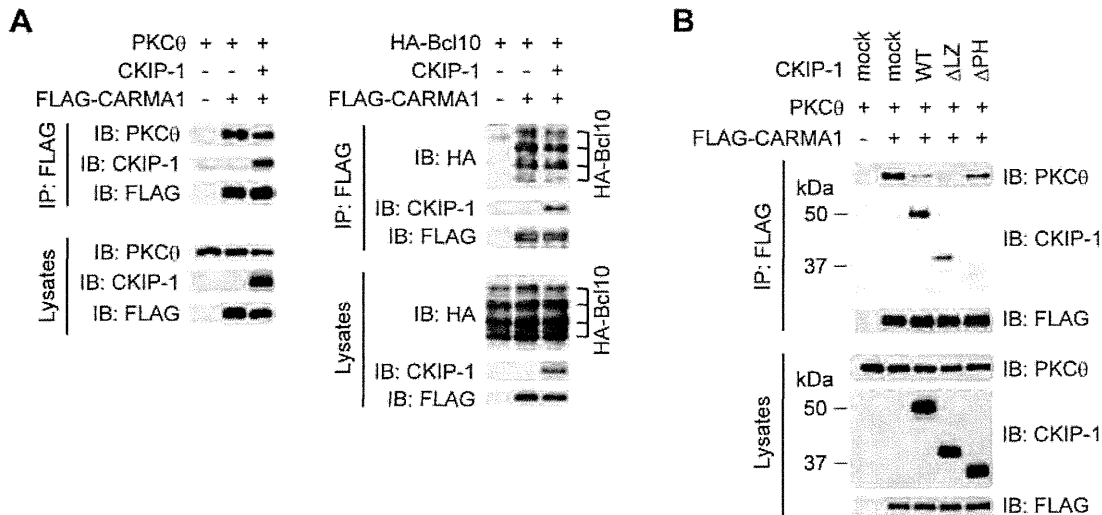 A
PKCθ + + +
CKIP-1 - - +
FLAG-CARMA1 - + +
IP: FLAG
IB: PKCθ
IB: CKIP-1
IB: FLAG
Lysates
IB: PKCθ
IB: CKIP-1
IB: FLAG
HA-Bcl10 + + +
CKIP-1 - - +
FLAG-CARMA1 - + +
IP: FLAG
IB: HA
HA-Bcl10
IB: CKIP-1
IB: FLAG
Lysates
IB: HA
HA-Bcl10
IB: CKIP-1
IB: FLAG
B
CKIP-1 mock mock WT ΔLZ ΔPH
PKCθ + + + + +
FLAG-CARMA1 - + + + +
IP: FLAG
IB: PKCθ
kDa
50
IB: CKIP-1
37
IB: FLAG
Lysates
IB: PKCθ
kDa
50
IB: CKIP-1
37
IB: FLAG